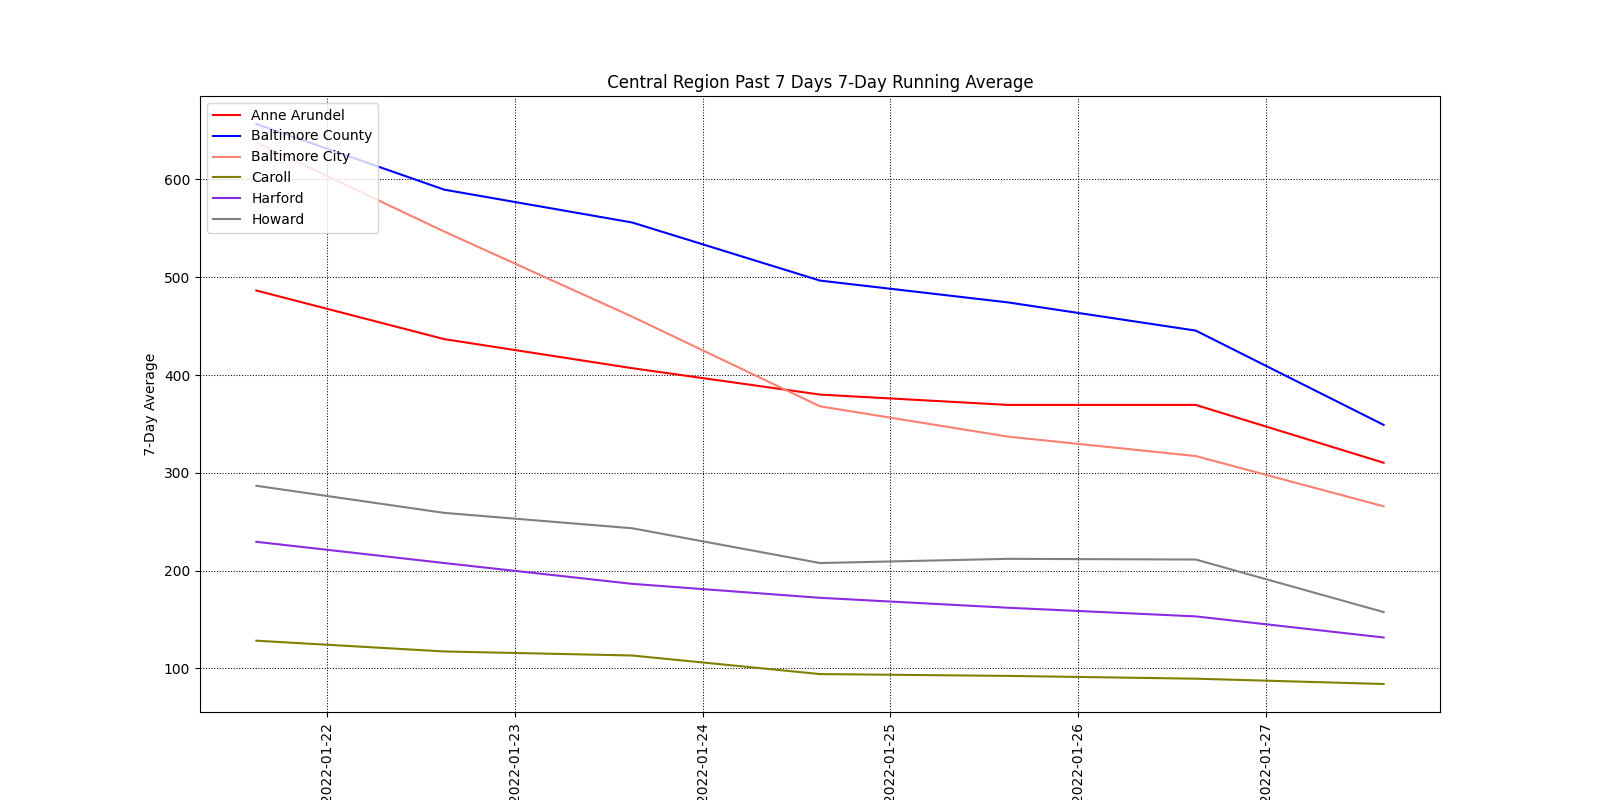 Central Region Past 7 Days 7-Day Running Average
Anne Arundel
Baltimore County
Baltimore City
Caroll
Harford
Howard
7-Day Average
600
500
400
300
200
100
2022-01-22
2022-01-23
2022-01-24
2022-01-25
2022-01-26
2022-01-27